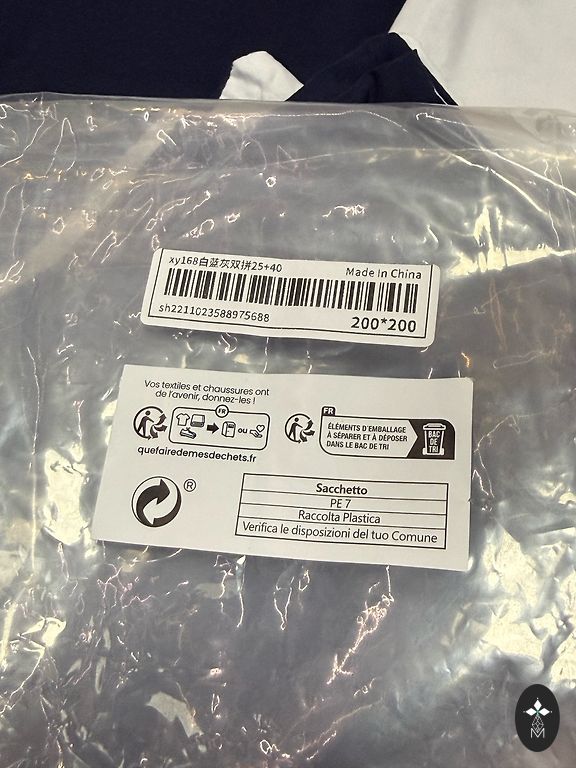 xy168白蓝灰双拼25+40
Made In China
sh2211023588975688
200*200
Vos textiles et chaussures ont
de l'avenir, donnez-les !
FR
OU
quefairedemesdechets.fr
FR
ÉLÉMENTS D'EMBALLAGE
À SÉPARER ET À DÉPOSER
DANS LE BAC DE TRI
BAC
DE
TRI
®
Sacchetto
PE 7
Raccolta Plastica
Verifica le disposizioni del tuo Comune
M